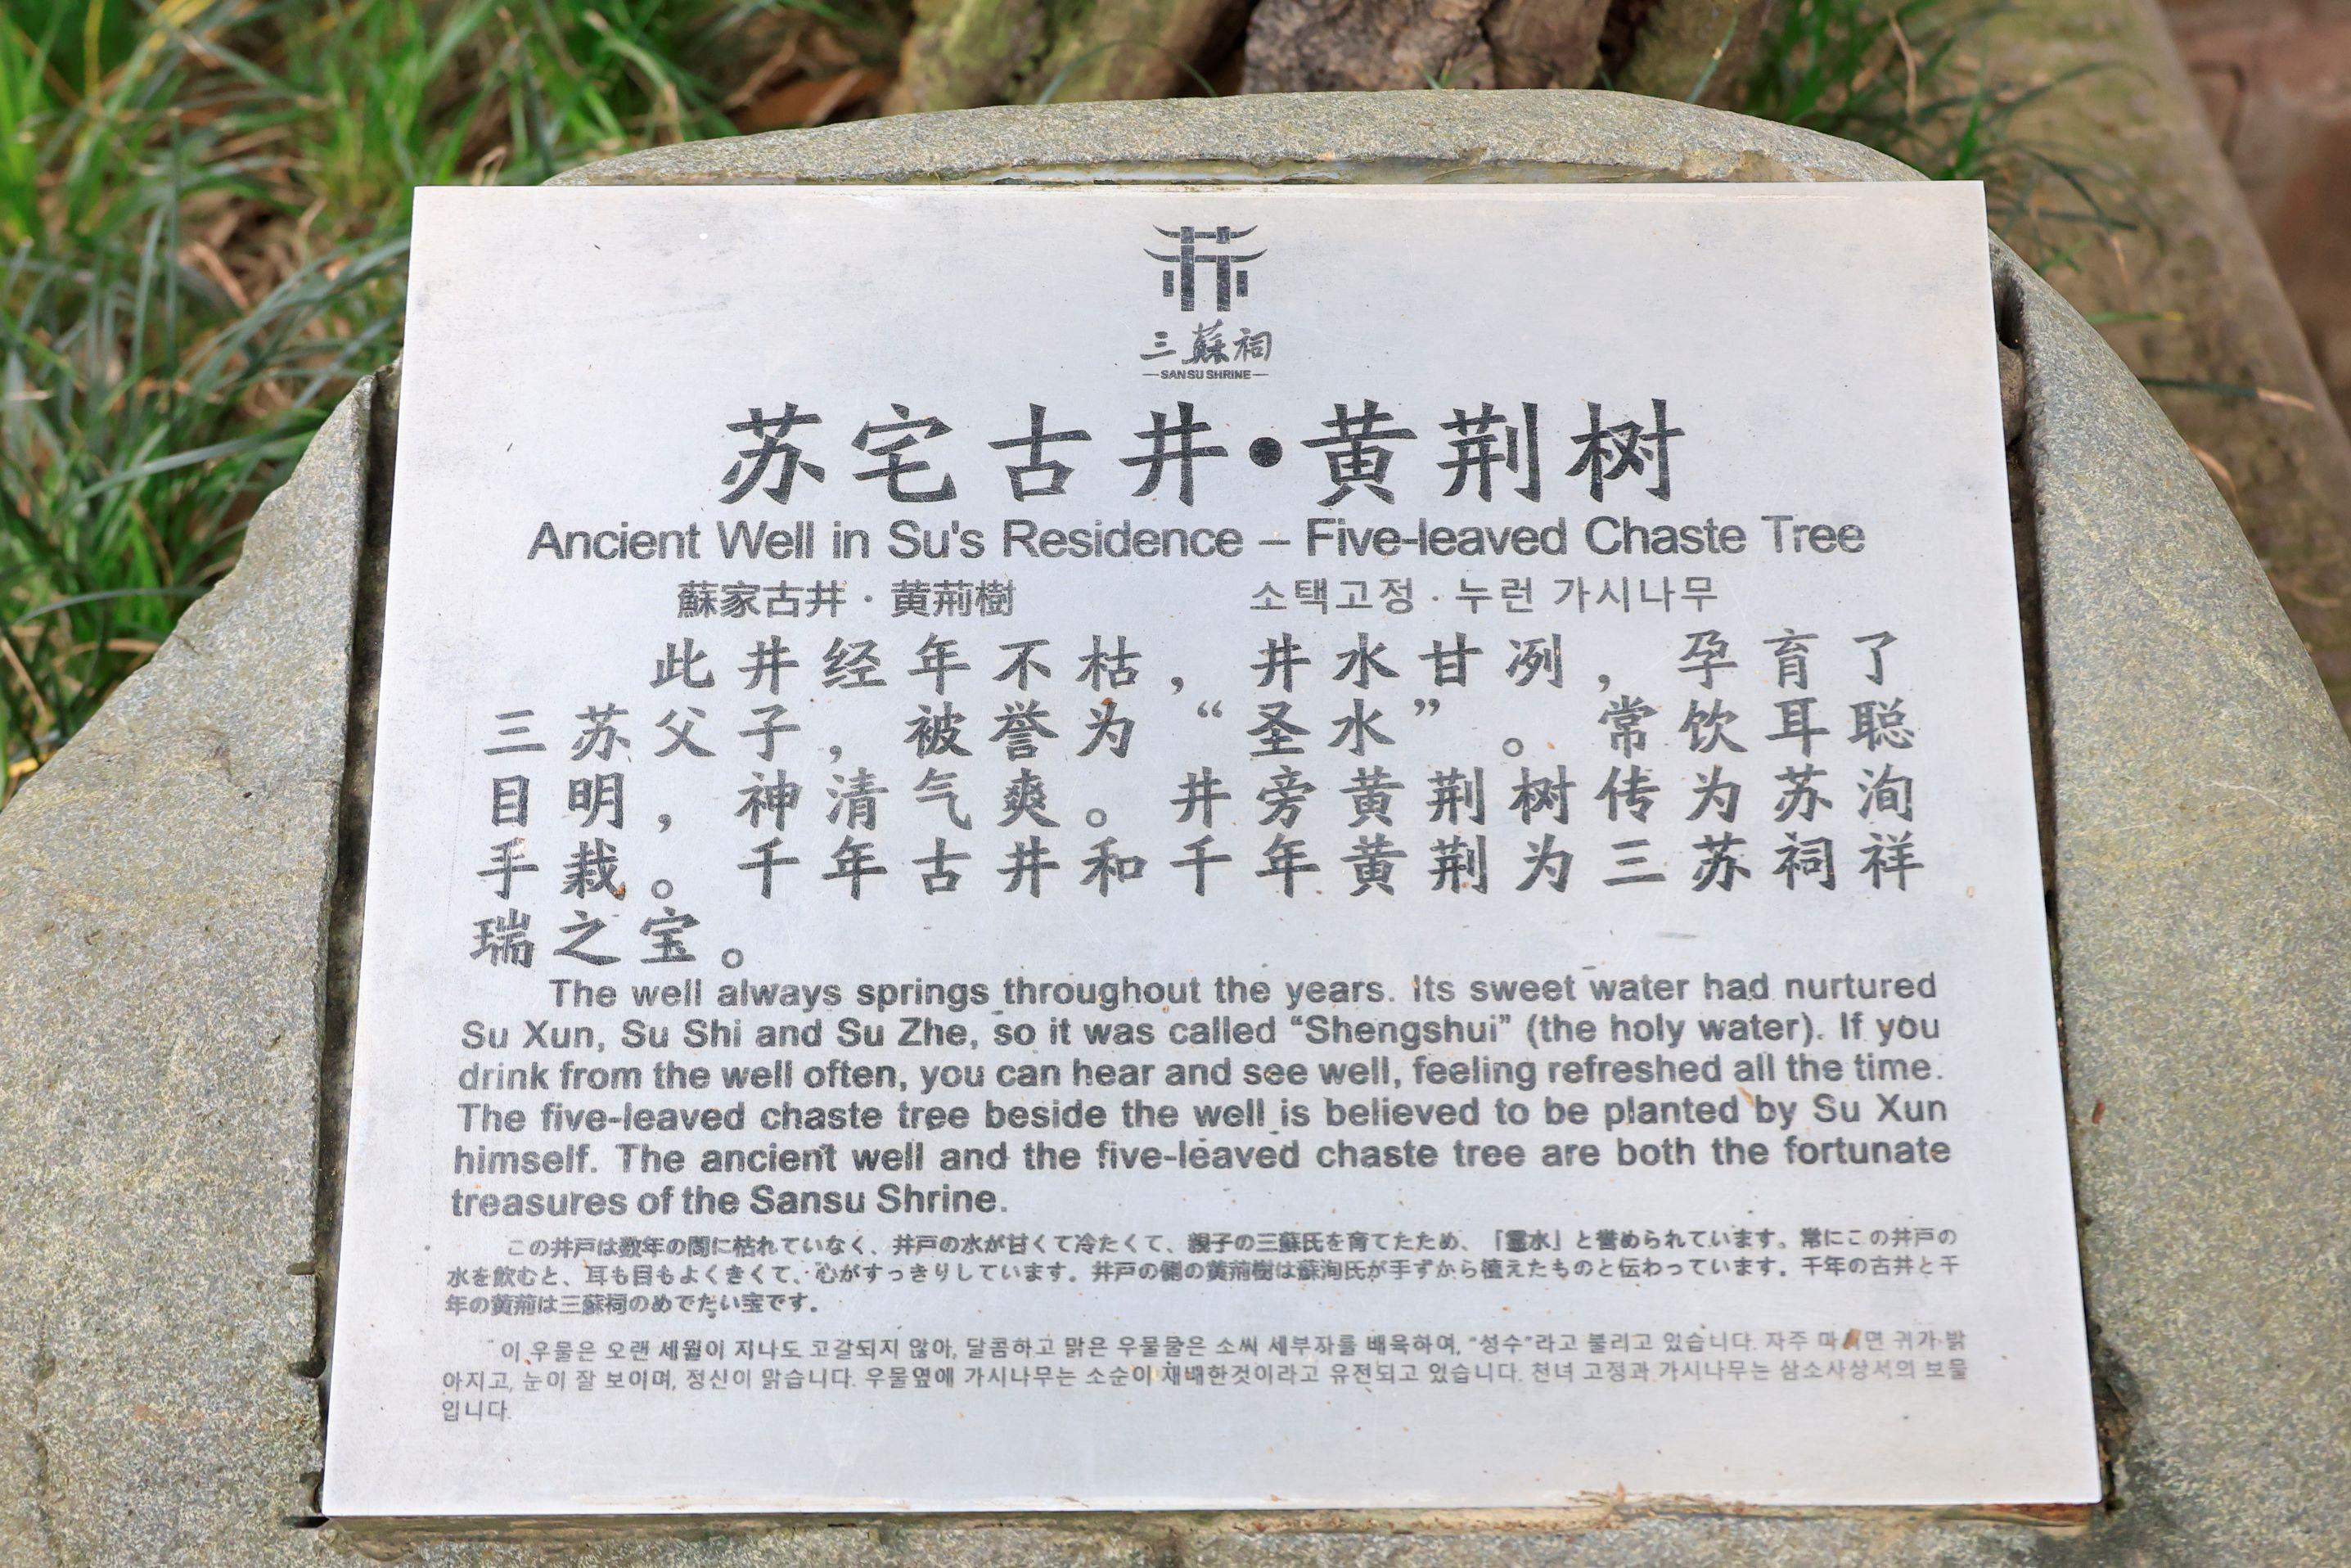 三蘇祠
SANSU SHRINE
苏宅古井•黄荆树
Ancient Well in Su's Residence – Five-leaved Chaste Tree
蘇家古井·黄荊樹 소택고정·누런 가시나무
此井经年不枯，井水甘冽，孕育了
三苏父子，被誉为“圣水”。常饮耳聪
目明，神清气爽。井旁黄荆树传为苏洵
手栽。千年古井和千年黄荆为三苏祠祥
瑞之宝。
The well always springs throughout the years. Its sweet water had nurtured
Su Xun, Su Shi and Su Zhe, so it was called “Shengshui” (the holy water). If you
drink from the well often, you can hear and see well, feeling refreshed all the time.
The five-leaved chaste tree beside the well is believed to be planted by Su Xun
himself. The ancient well and the five-leaved chaste tree are both the fortunate
treasures of the Sansu Shrine.
この井戸は数年の間に枯れていなく、井戸の水が甘くて冷たくて、親子の三蘇氏を育てたため、「靈水」と誉められています。常にこの井戸の
水を飲むと、耳も目もよくきくて、心がすっきりしています。井戸の側の黄荊樹は蘇洵氏が手ずから植えたものと伝わっています。千年の古井と千
年の黄荊は三蘇祠のめでたい宝です。
이 우물은 오랜 세월이 지나도 고갈되지 않아, 달콤하고 맑은 우물물은 소씨 세부자를 배육하여, “성수”라고 불리고 있습니다. 자주 귀가 밝
아지고, 눈이 잘 보이며, 정신이 맑습니다. 우물옆에 가시나무는 소순이 재배한것이라고 유전되고 있습니다. 천녀 고정과 가시나무는 삼소사상서의 보물
입니다.